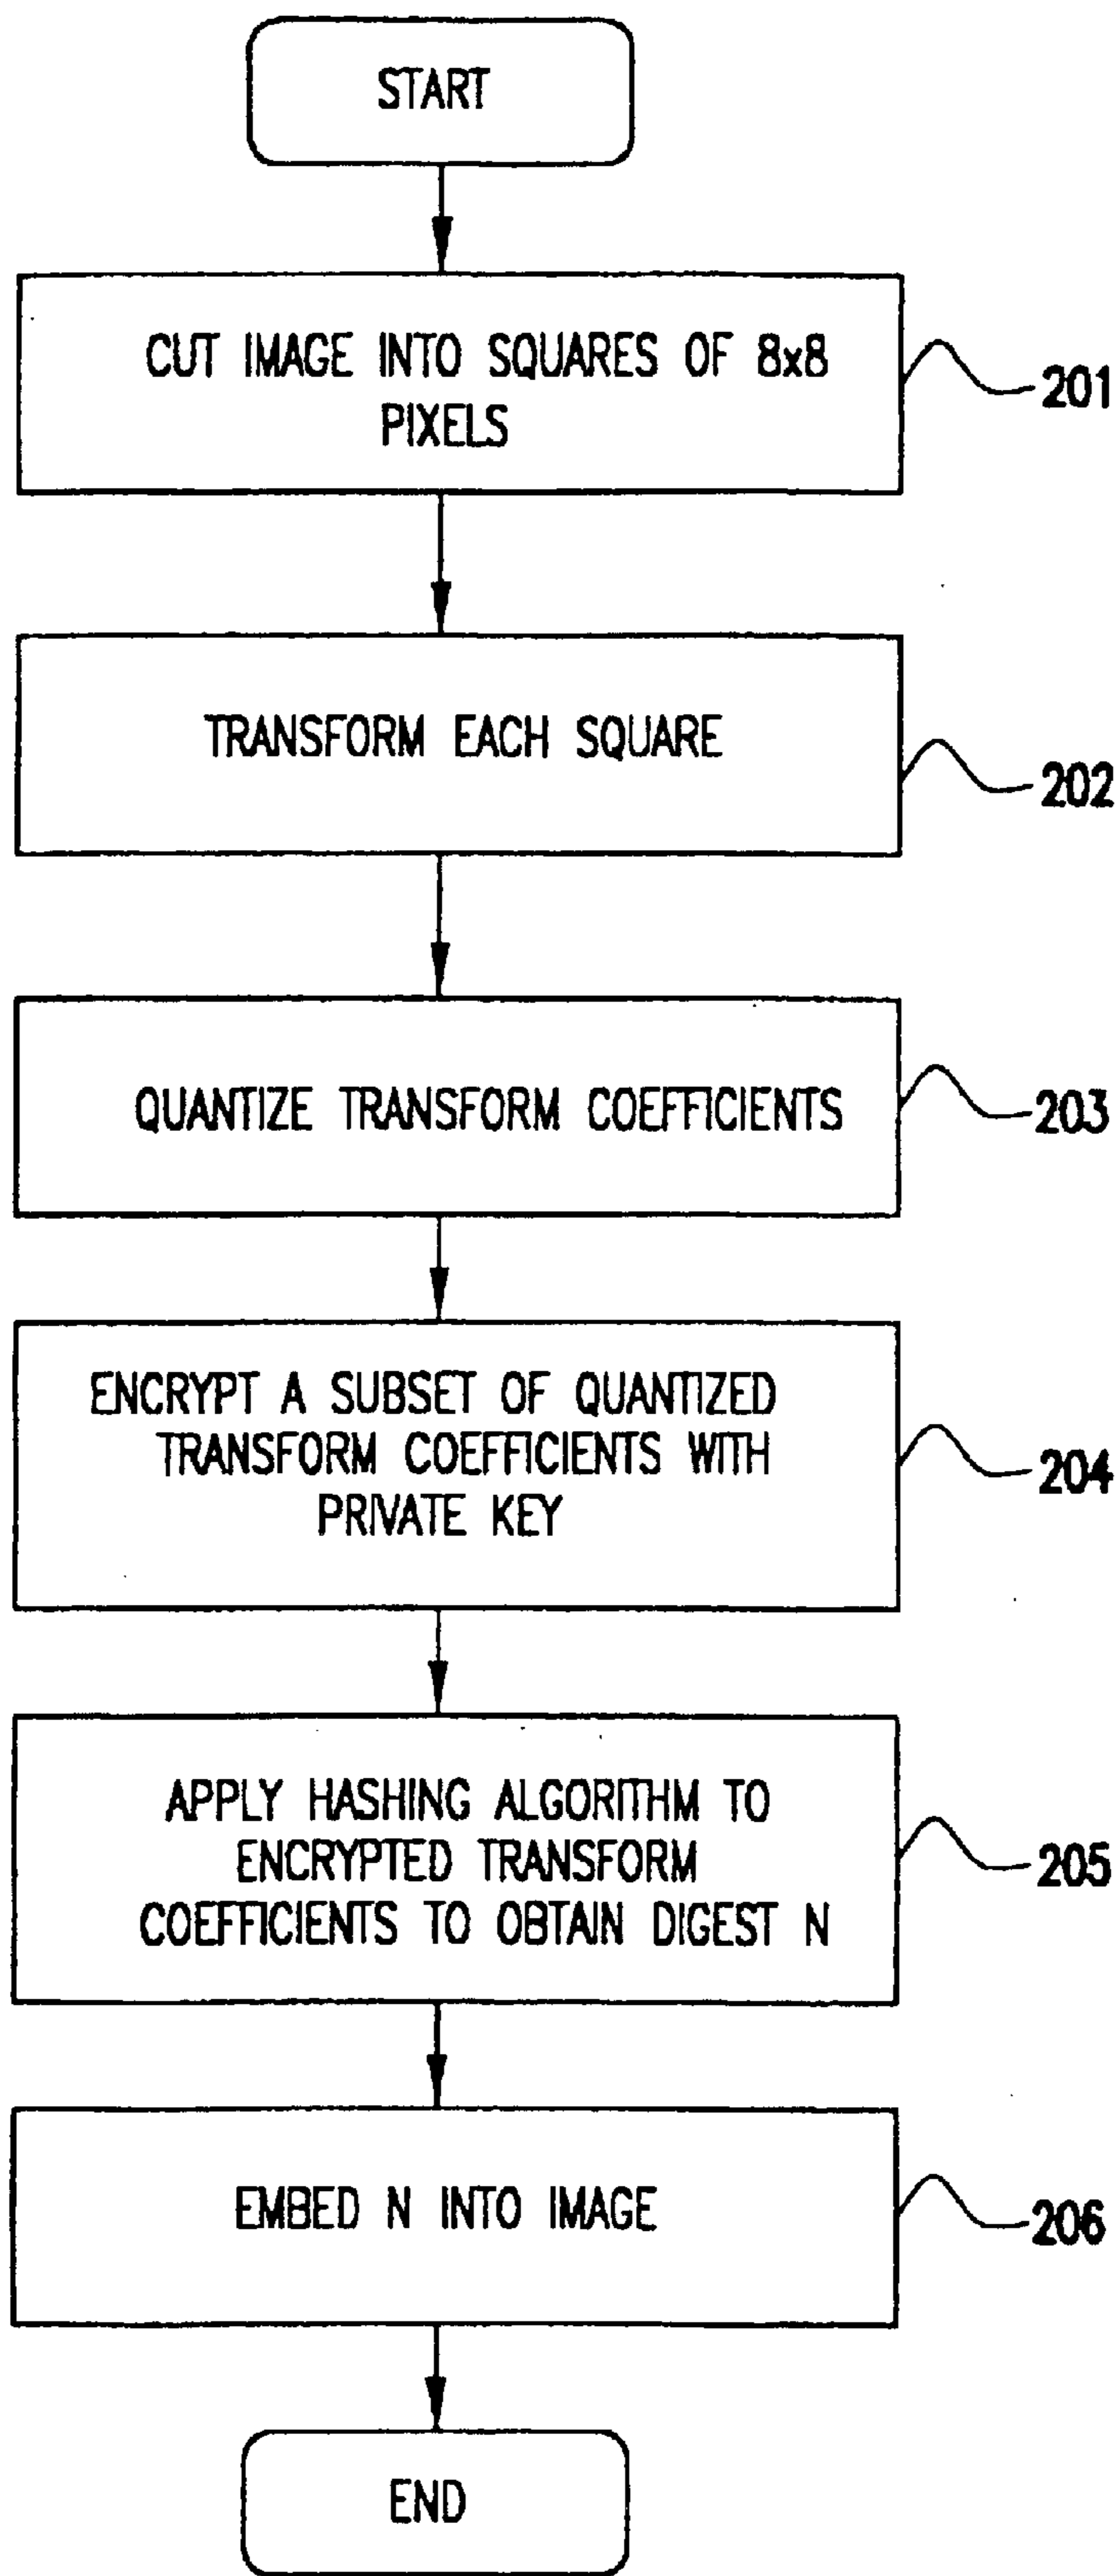 START
CUT IMAGE INTO SQUARES OF 8x8
PIXELS
201
TRANSFORM EACH SQUARE
202
QUANTIZE TRANSFORM COEFFICIENTS
203
ENCRYPT A SUBSET OF QUANTIZED
TRANSFORM COEFFICIENTS WITH
PRIVATE KEY
204
APPLY HASHING ALGORITHM TO
ENCRYPTED TRANSFORM
COEFFICIENTS TO OBTAIN DIGEST N
205
EMBED N INTO IMAGE
206
END